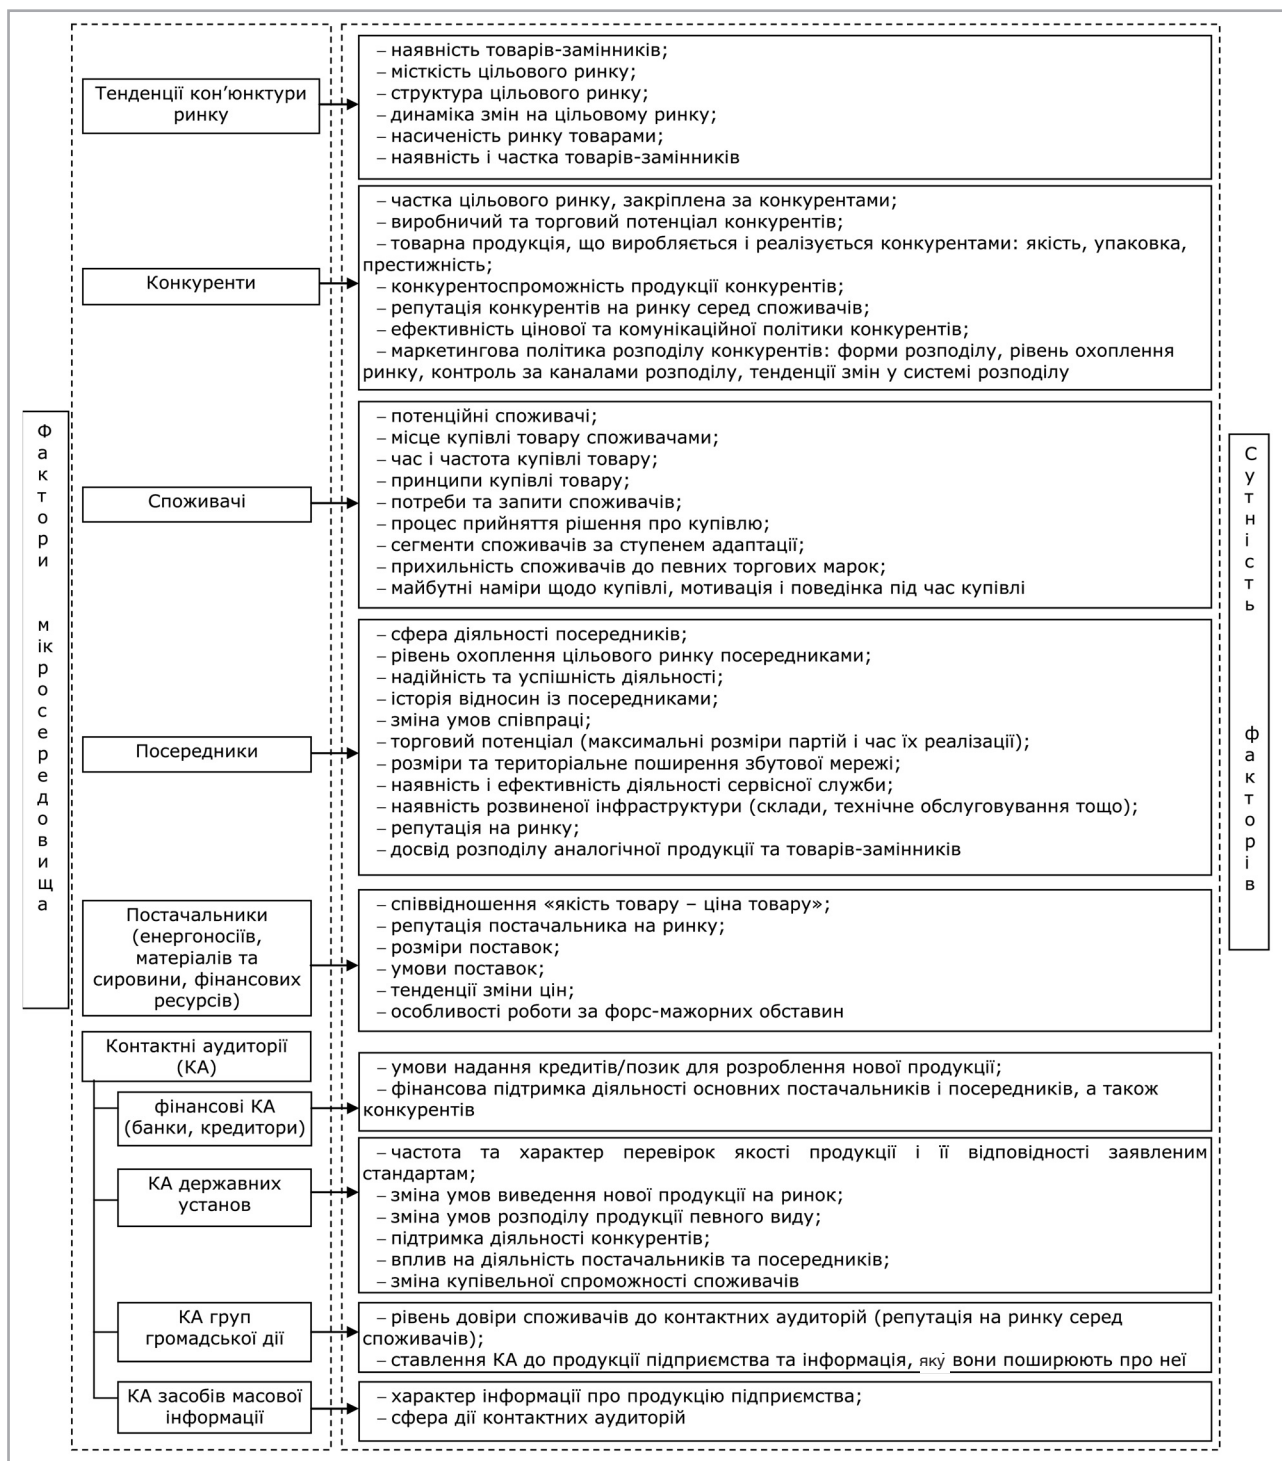 Фактори мікросередовища
Тенденції кон’юнктури
ринку
– наявність товарів-замінників;
– місткість цільового ринку;
– структура цільового ринку;
– динаміка змін на цільовому ринку;
– насиченість ринку товарами;
– наявність і частка товарів-замінників
Конкуренти
– частка цільового ринку, закріплена за конкурентами;
– виробничий та торговий потенціал конкурентів;
– товарна продукція, що виробляється і реалізується конкурентами: якість, упаковка,
престижність;
– конкурентоспроможність продукції конкурентів;
– репутація конкурентів на ринку серед споживачів;
– ефективність цінової та комунікаційної політики конкурентів;
– маркетингова політика розподілу конкурентів: форми розподілу, рівень охоплення
ринку, контроль за каналами розподілу, тенденції змін у системі розподілу
Споживачі
– потенційні споживачі;
– місце купівлі товару споживачами;
– час і частота купівлі товару;
– принципи купівлі товару;
– потреби та запити споживачів;
– процес прийняття рішення про купівлю;
– сегменти споживачів за ступенем адаптації;
– прихильність споживачів до певних торгових марок;
– майбутні наміри щодо купівлі, мотивація і поведінка під час купівлі
Посередники
– сфера діяльності посередників;
– рівень охоплення цільового ринку посередниками;
– надійність та успішність діяльності;
– історія відносин із посередниками;
– зміна умов співпраці;
– торговий потенціал (максимальні розміри партій і час їх реалізації);
– розміри та територіальне поширення збутової мережі;
– наявність і ефективність діяльності сервісної служби;
– наявність розвиненої інфраструктури (склади, технічне обслуговування тощо);
– репутація на ринку;
– досвід розподілу аналогічної продукції та товарів-замінників
Постачальники
(енергоносіїв,
матеріалів та
сировини, фінансових
ресурсів)
– співвідношення «якість товару – ціна товару»;
– репутація постачальника на ринку;
– розміри поставок;
– умови поставок;
– тенденції зміни цін;
– особливості роботи за форс-мажорних обставин
Контактні аудиторії
(КА)
фінансові КА
(банки, кредитори)
– умови надання кредитів/позик для розроблення нової продукції;
– фінансова підтримка діяльності основних постачальників і посередників, а також
конкурентів
КА державних
установ
– частота та характер перевірок якості продукції і її відповідності заявленим
стандартам;
– зміна умов виведення нової продукції на ринок;
– зміна умов розподілу продукції певного виду;
– підтримка діяльності конкурентів;
– вплив на діяльність постачальників та посередників;
– зміна купівельної спроможності споживачів
КА груп
громадської дії
– рівень довіри споживачів до контактних аудиторій (репутація на ринку серед
споживачів);
– ставлення КА до продукції підприємства та інформація, яку вони поширюють про неї
КА засобів масової
інформації
– характер інформації про продукцію підприємства;
– сфера дії контактних аудиторій
Сутність факторів